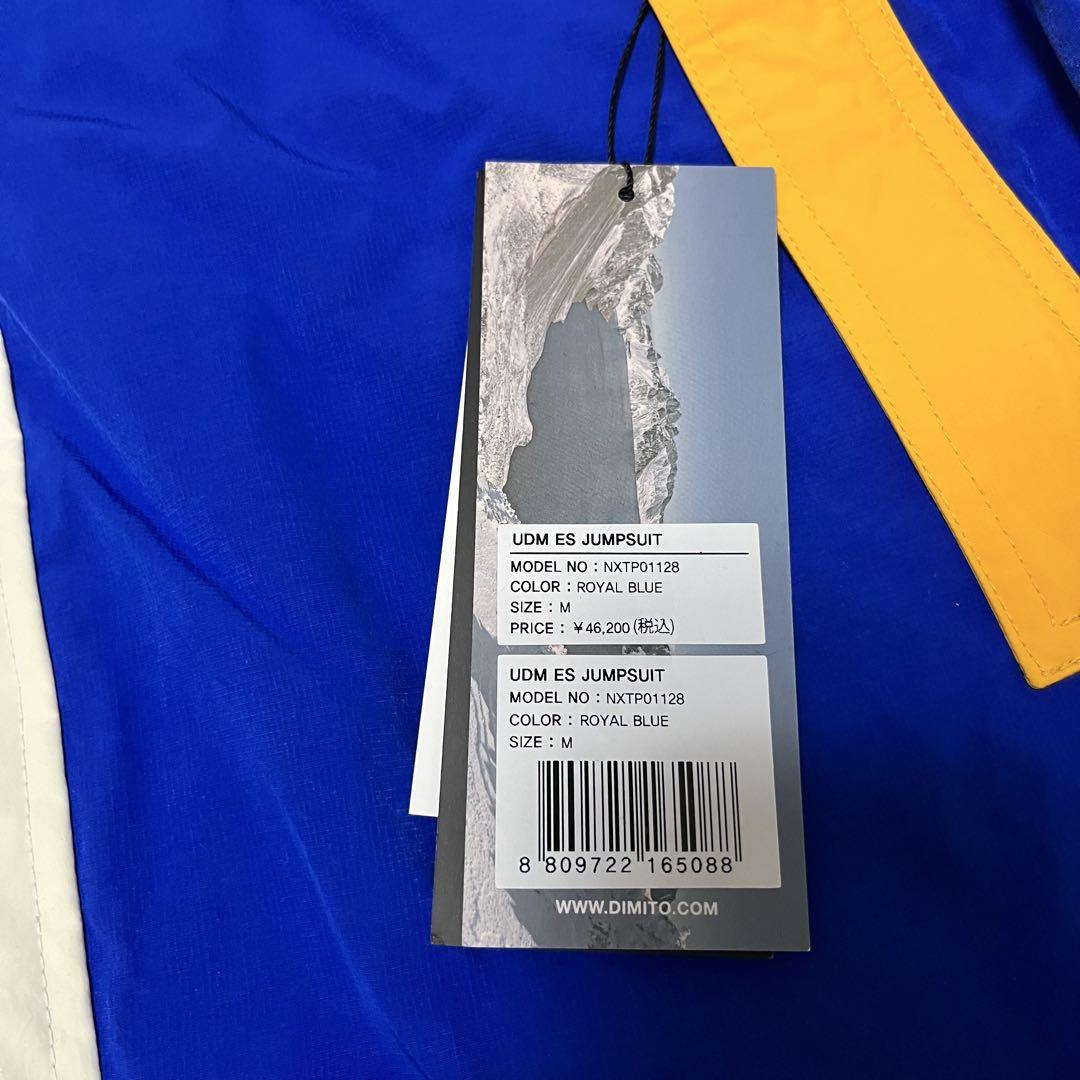 UDM ES JUMPSUIT
MODEL NO : NXTP01128
COLOR : ROYAL BLUE
SIZE : M
PRICE : ¥46,200(税込)
UDM ES JUMPSUIT
MODEL NO : NXTP01128
COLOR : ROYAL BLUE
SIZE : M
8 809722 165088
WWW.DIMITO.COM